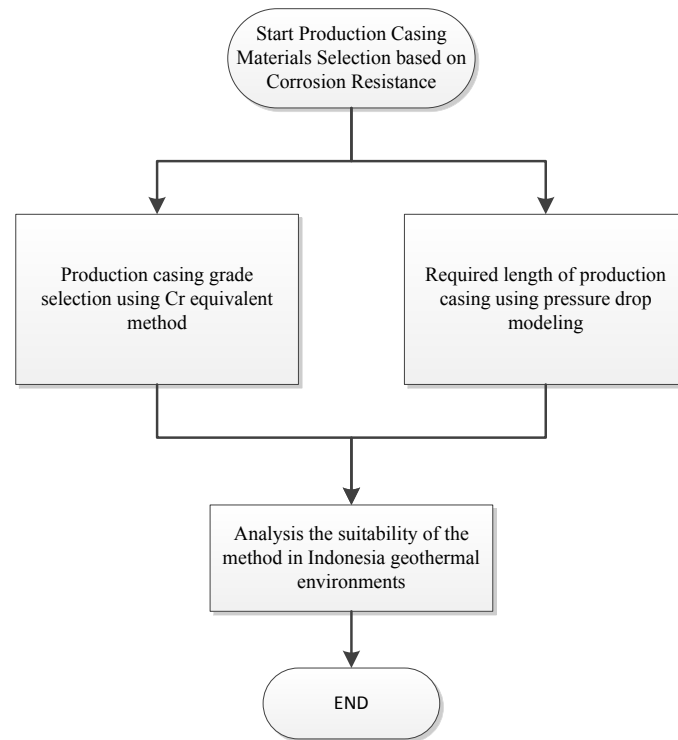 Start Production Casing
Materials Selection based on
Corrosion Resistance
Production casing grade
selection using Cr equivalent
method
Required length of production
casing using pressure drop
modeling
Analysis the suitability of the
method in Indonesia geothermal
environments
END